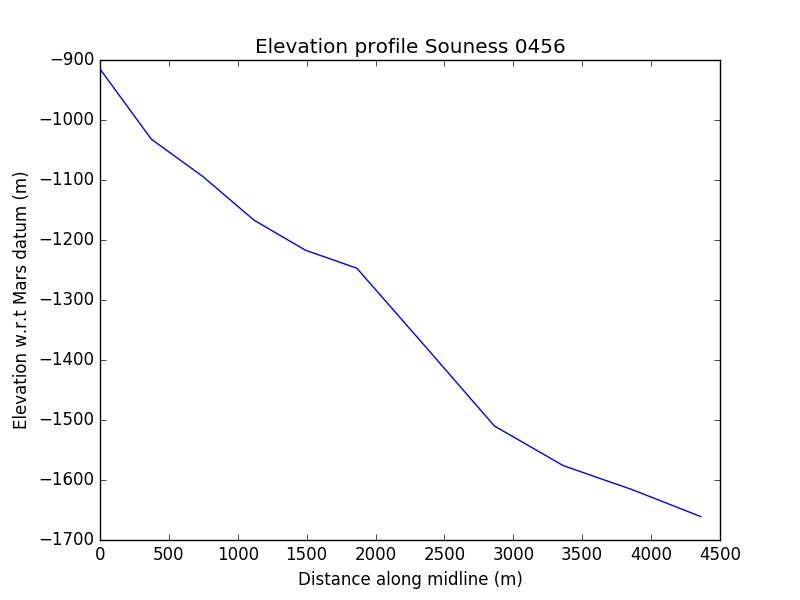 Elevation profile Souness 0456
−900
−1000
−1100
−1200
−1300
−1400
−1500
−1600
−1700
Elevation w.r.t Mars datum (m)
0 500 1000 1500 2000 2500 3000 3500 4000 4500
Distance along midline (m)